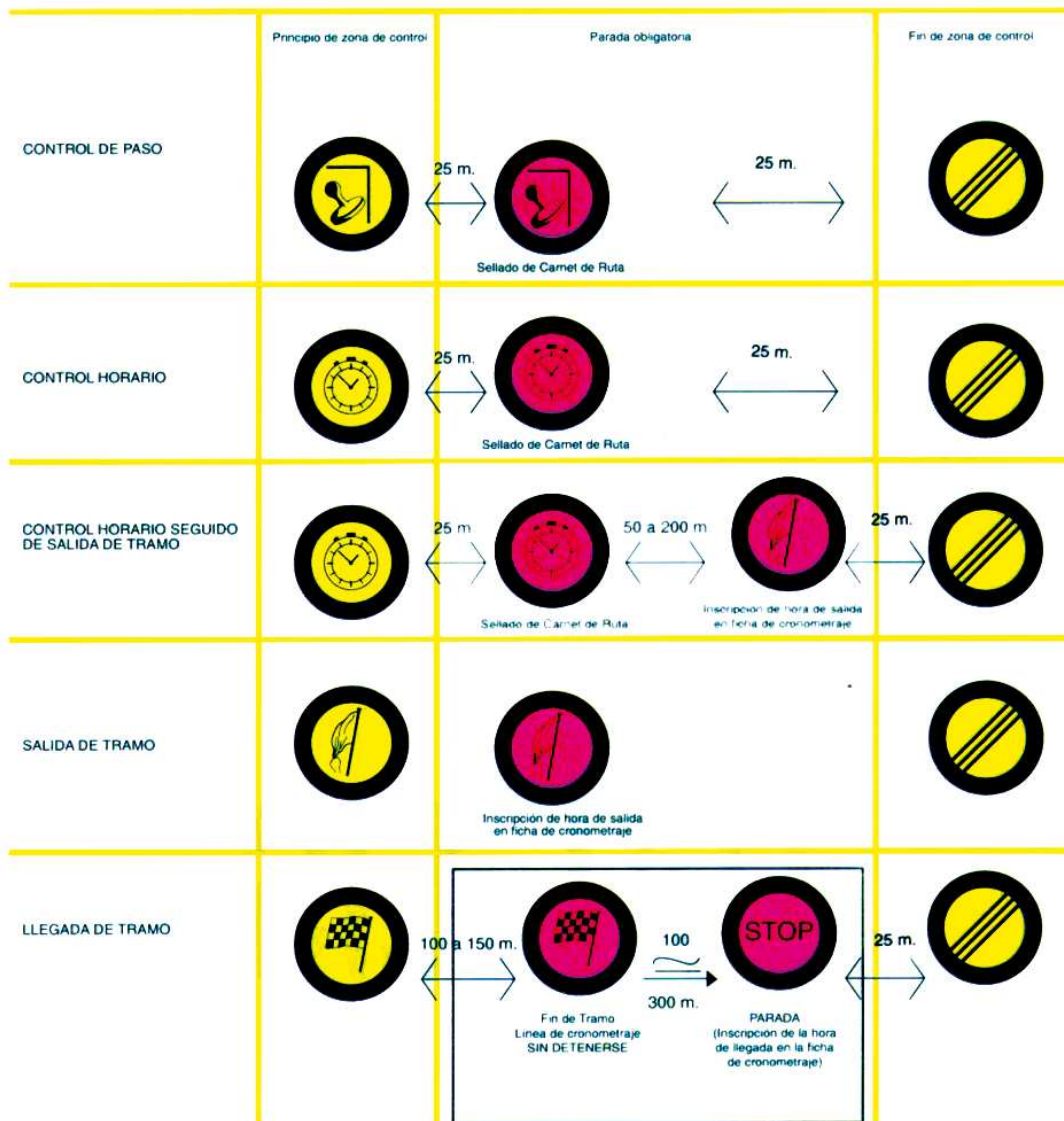 Principio de zona de control
Parada obligatoria
Fin de zona de control
CONTROL DE PASO
25 m.
25 m.
Sellado de Carnet de Ruta
CONTROL HORARIO
25 m.
25 m.
Sellado de Carnet de Ruta
CONTROL HORARIO SEGUIDO
DE SALIDA DE TRAMO
25 m
50 a 200 m
25 m.
Sellado de Carnet de Ruta
Inscripción de hora de salida
en ficha de cronometraje
SALIDA DE TRAMO
Inscripción de hora de salida
en ficha de cronometraje
LLEGADA DE TRAMO
100 a 150 m.
100
300 m.
STOP
25 m.
Fin de Tramo
Línea de cronometraje
SIN DETENERSE
PARADA
(Inscripción de la hora
de llegada en la ficha
de cronometraje)